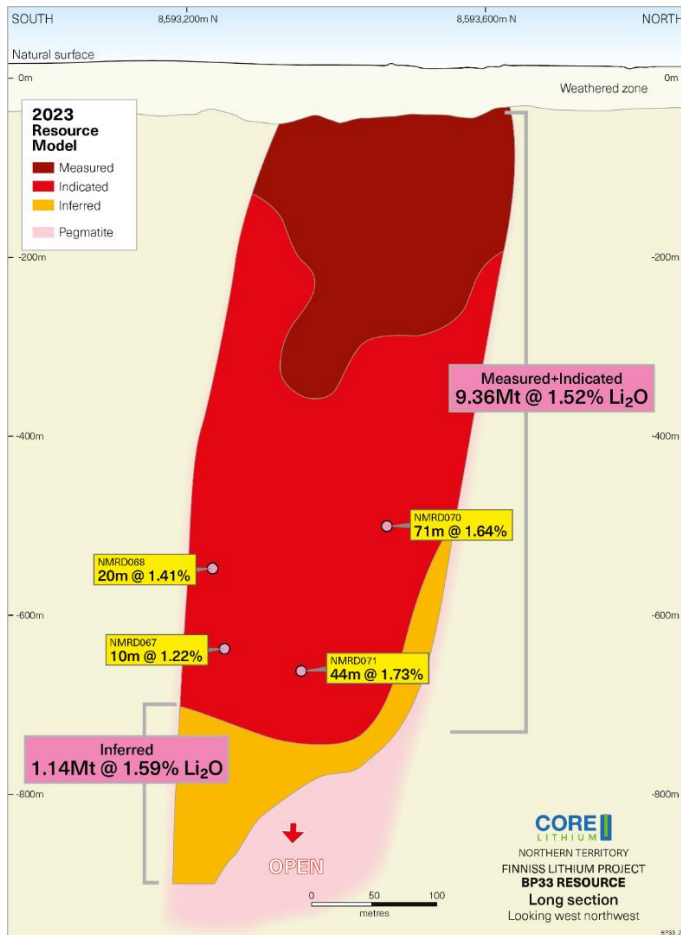 SOUTH 8,593,200m N 8,593,600m N NORTH
Natural surface
0m 0m
Weathered zone
2023
Resource
Model
Measured
Indicated
Inferred
Pegmatite
-200m -200m
Measured+Indicated
9.36Mt @ 1.52% Li₂O
-400m -400m
NMRD070
71m @ 1.64%
NMRD068
20m @ 1.41%
-600m -600m
NMRD067
10m @ 1.22%
NMRD071
44m @ 1.73%
Inferred
1.14Mt @ 1.59% Li₂O
-800m -800m
OPEN
0 50 100
metres
CORE
LITHIUM
NORTHERN TERRITORY
FINNISS LITHIUM PROJECT
BP33 RESOURCE
Long section
Looking west northwest